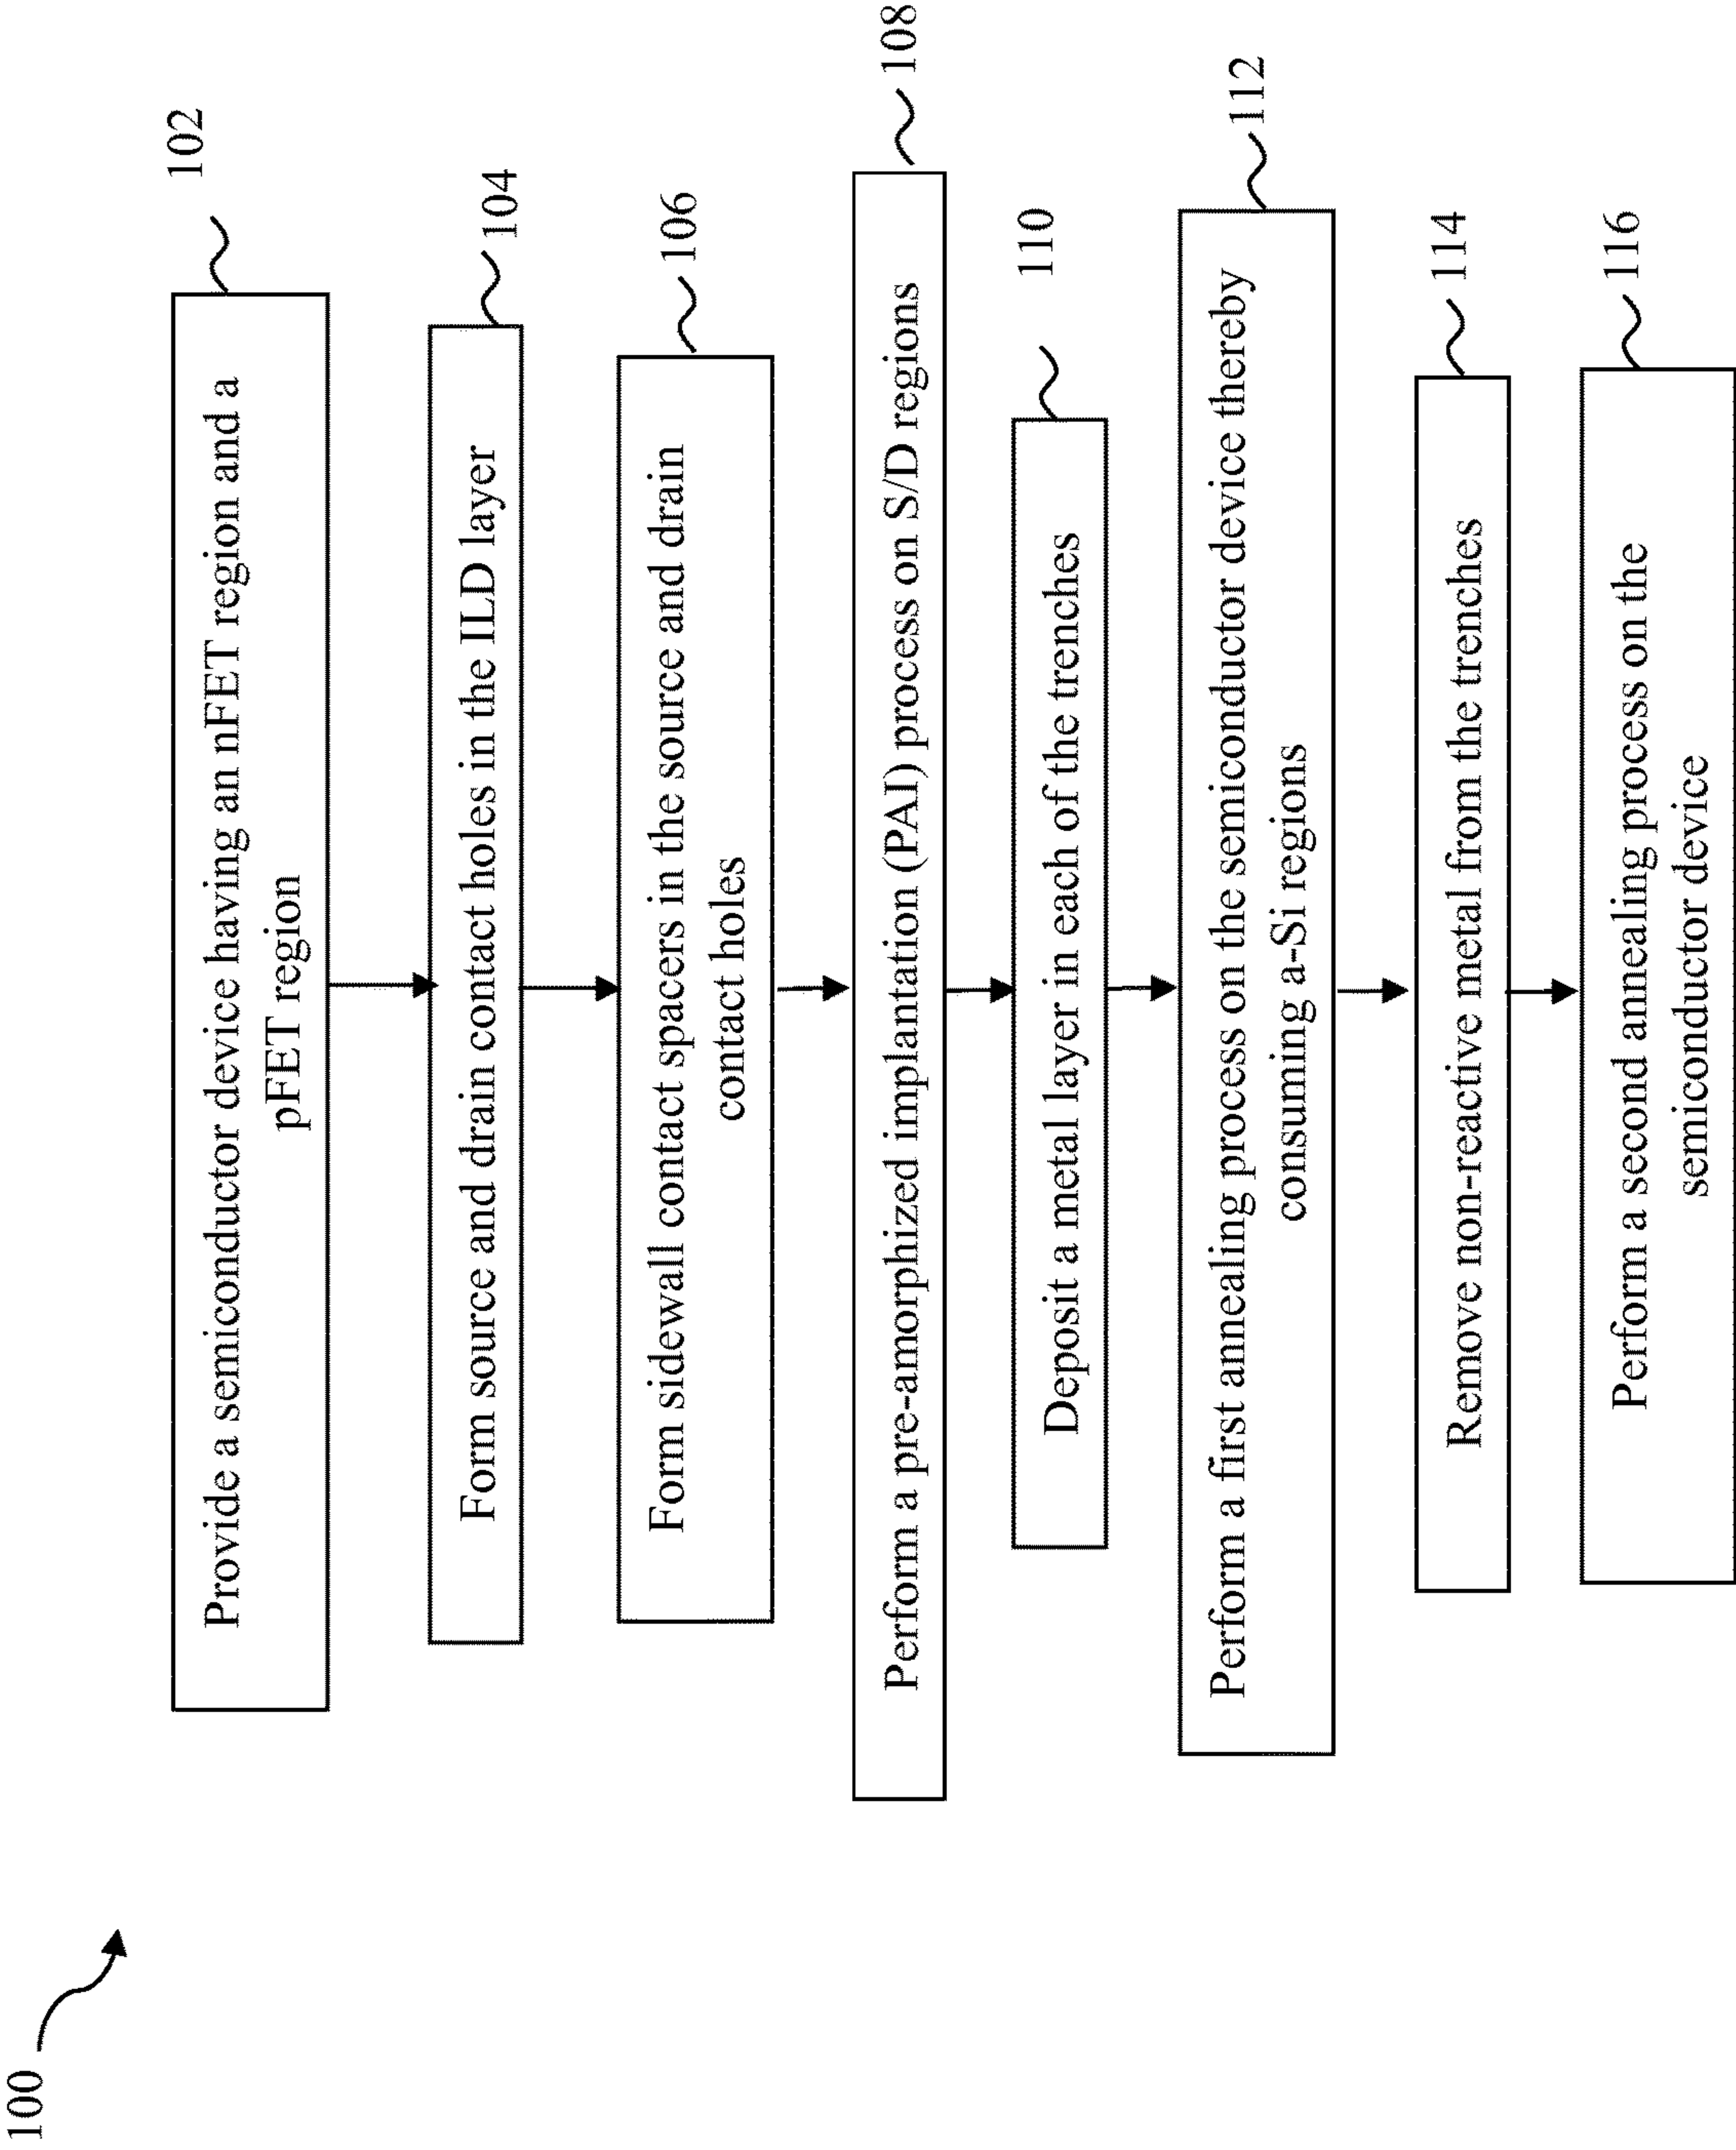 100
Provide a semiconductor device having an nFET region and a
pFET region
102
Form source and drain contact holes in the ILD layer
104
Form sidewall contact spacers in the source and drain
contact holes
106
Perform a pre-amorphized implantation (PAI) process on S/D regions
108
Deposit a metal layer in each of the trenches
110
Perform a first annealing process on the semiconductor device thereby
consuming a-Si regions
112
Remove non-reactive metal from the trenches
114
Perform a second annealing process on the
semiconductor device
116